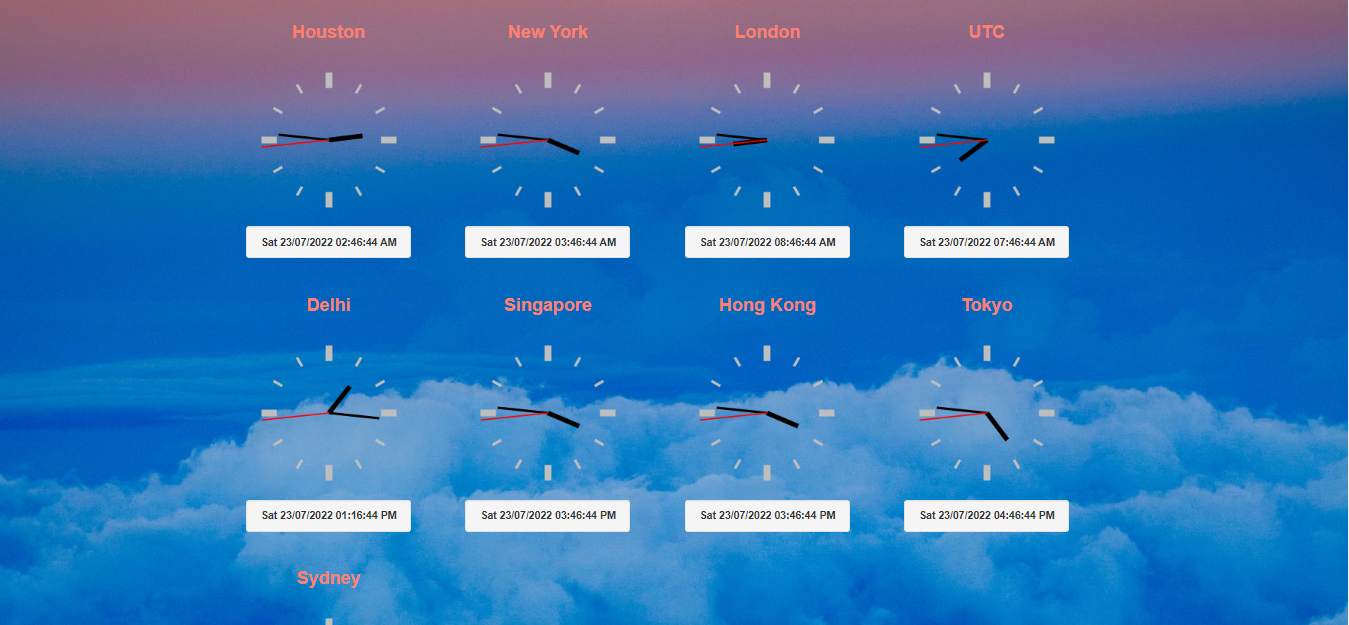 Houston
New York
London
UTC
Sat 23/07/2022 02:46:44 AM
Sat 23/07/2022 03:46:44 AM
Sat 23/07/2022 08:46:44 AM
Sat 23/07/2022 07:46:44 AM
Delhi
Singapore
Hong Kong
Tokyo
Sat 23/07/2022 01:16:44 PM
Sat 23/07/2022 03:46:44 PM
Sat 23/07/2022 03:46:44 PM
Sat 23/07/2022 04:46:44 PM
Sydney